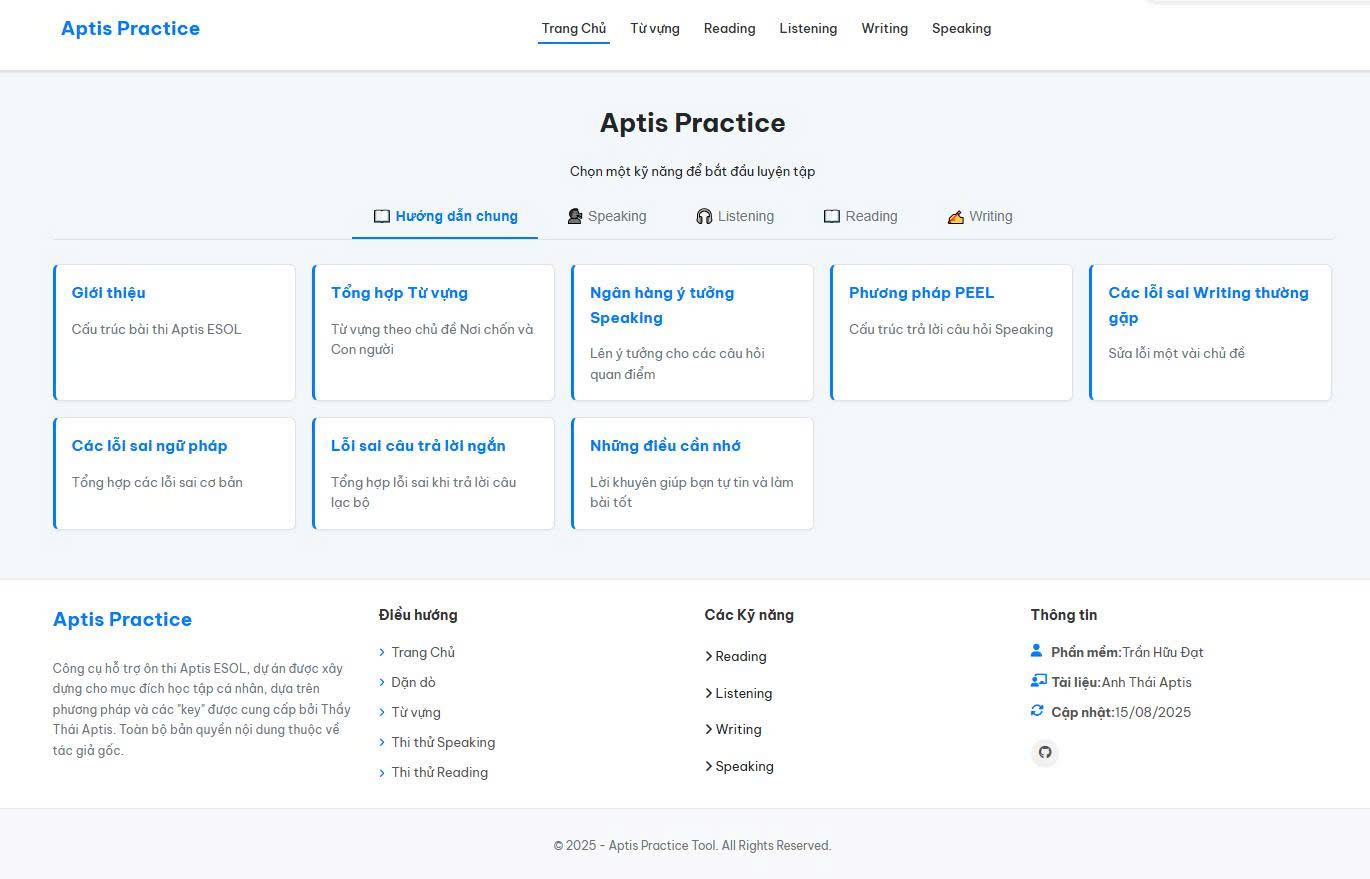 Aptis Practice
Trang Chủ Từ vựng Reading Listening Writing Speaking
Aptis Practice
Chọn một kỹ năng để bắt đầu luyện tập
Hướng dẫn chung Speaking Listening Reading Writing
Giới thiệu
Cấu trúc bài thi Aptis ESOL
Tổng hợp Từ vựng
Từ vựng theo chủ đề Nơi chốn và
Con người
Ngân hàng ý tưởng
Speaking
Lên ý tưởng cho các câu hỏi
quan điểm
Phương pháp PEEL
Cấu trúc trả lời câu hỏi Speaking
Các lỗi sai Writing thường
gặp
Sửa lỗi một vài chủ đề
Các lỗi sai ngữ pháp
Tổng hợp các lỗi sai cơ bản
Lỗi sai câu trả lời ngắn
Tổng hợp lỗi sai khi trả lời câu
lạc bộ
Những điều cần nhớ
Lời khuyên giúp bạn tự tin và làm
bài tốt
Aptis Practice
Công cụ hỗ trợ ôn thi Aptis ESOL, dự án được xây
dựng cho mục đích học tập cá nhân, dựa trên
phương pháp và các "key" được cung cấp bởi Thầy
Thái Aptis. Toàn bộ bản quyền nội dung thuộc về
tác giả gốc.
Điều hướng
Trang Chủ
Dặn dò
Từ vựng
Thi thử Speaking
Thi thử Reading
Các Kỹ năng
Reading
Listening
Writing
Speaking
Thông tin
Phần mềm:Trần Hữu Đạt
Tài liệu:Anh Thái Aptis
Cập nhật:15/08/2025
© 2025 - Aptis Practice Tool. All Rights Reserved.